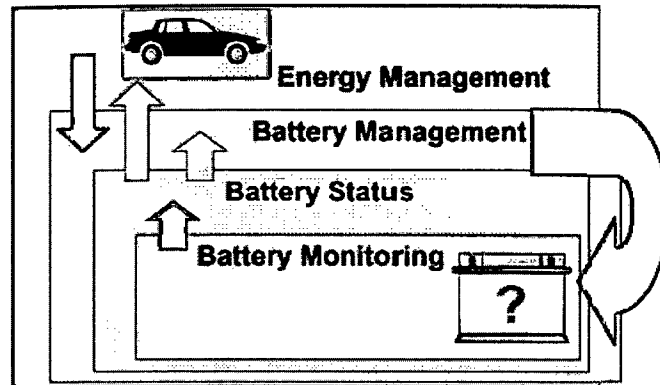 Energy Management
Battery Management
Battery Status
Battery Monitoring
?